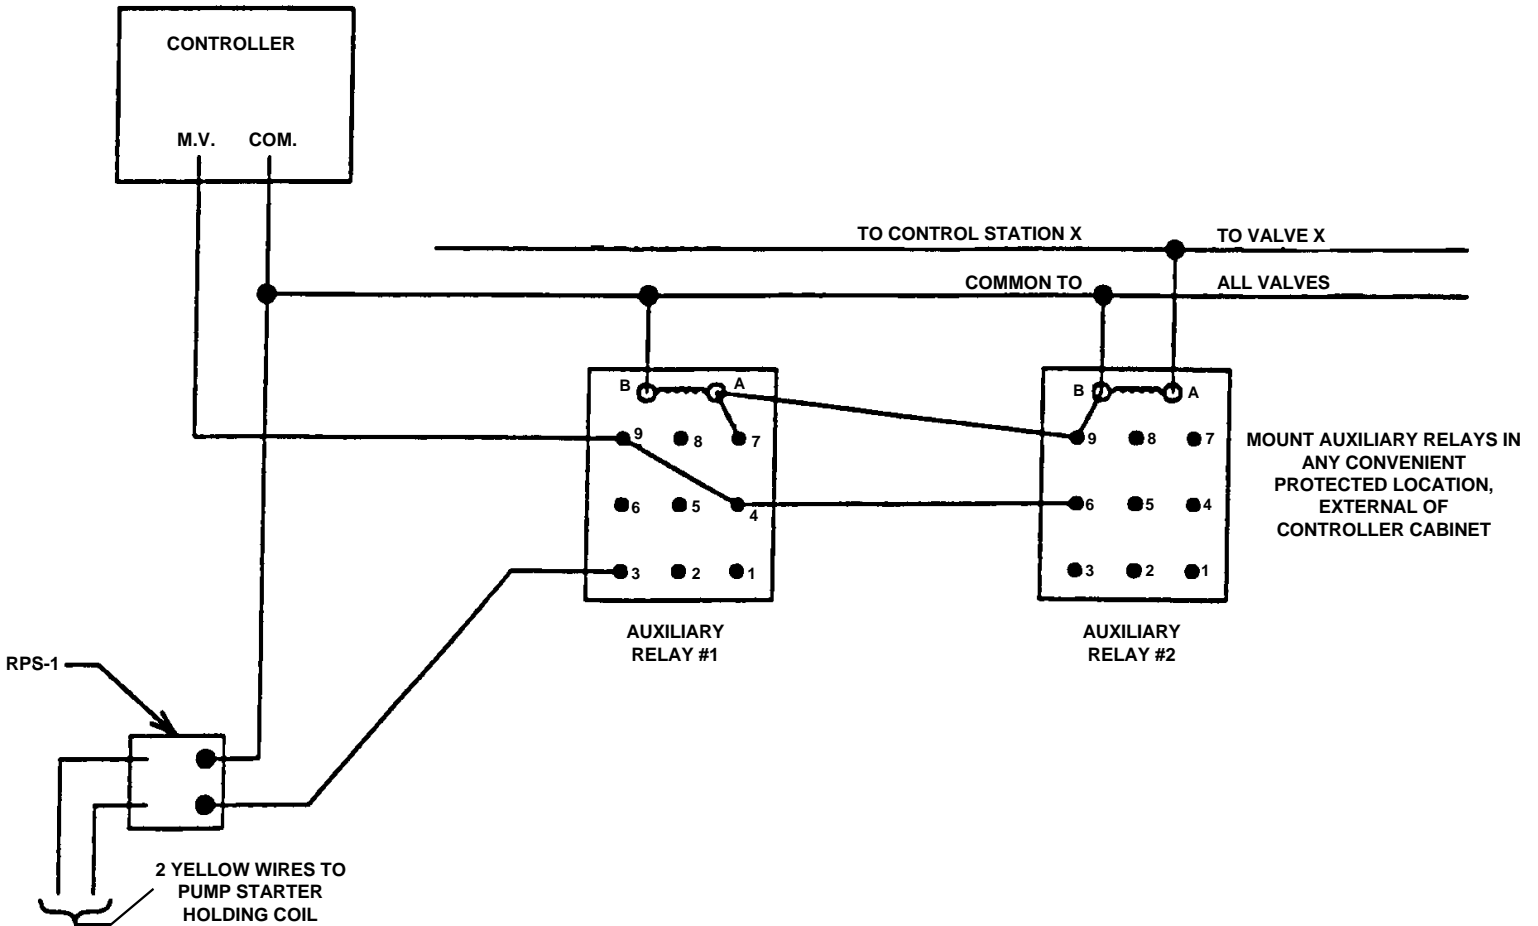 CONTROLLER
M.V. COM.
TO CONTROL STATION X TO VALVE X
COMMON TO ALL VALVES
B A
9 8 7
6 5 4
3 2 1
AUXILIARY
RELAY #1
B A
9 8 7
6 5 4
3 2 1
AUXILIARY
RELAY #2
MOUNT AUXILIARY RELAYS IN
ANY CONVENIENT
PROTECTED LOCATION,
EXTERNAL OF
CONTROLLER CABINET
RPS-1
2 YELLOW WIRES TO
PUMP STARTER
HOLDING COIL